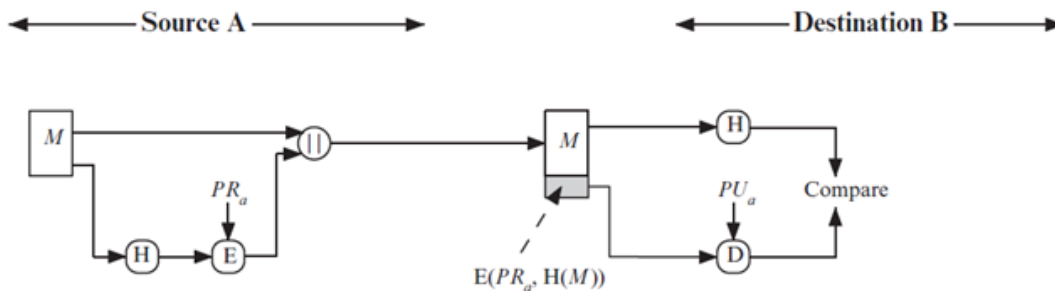 Source A
Destination B
M
||
M
H
PR_a
PU_a
Compare
H
E
D
E(PR_a, H(M))